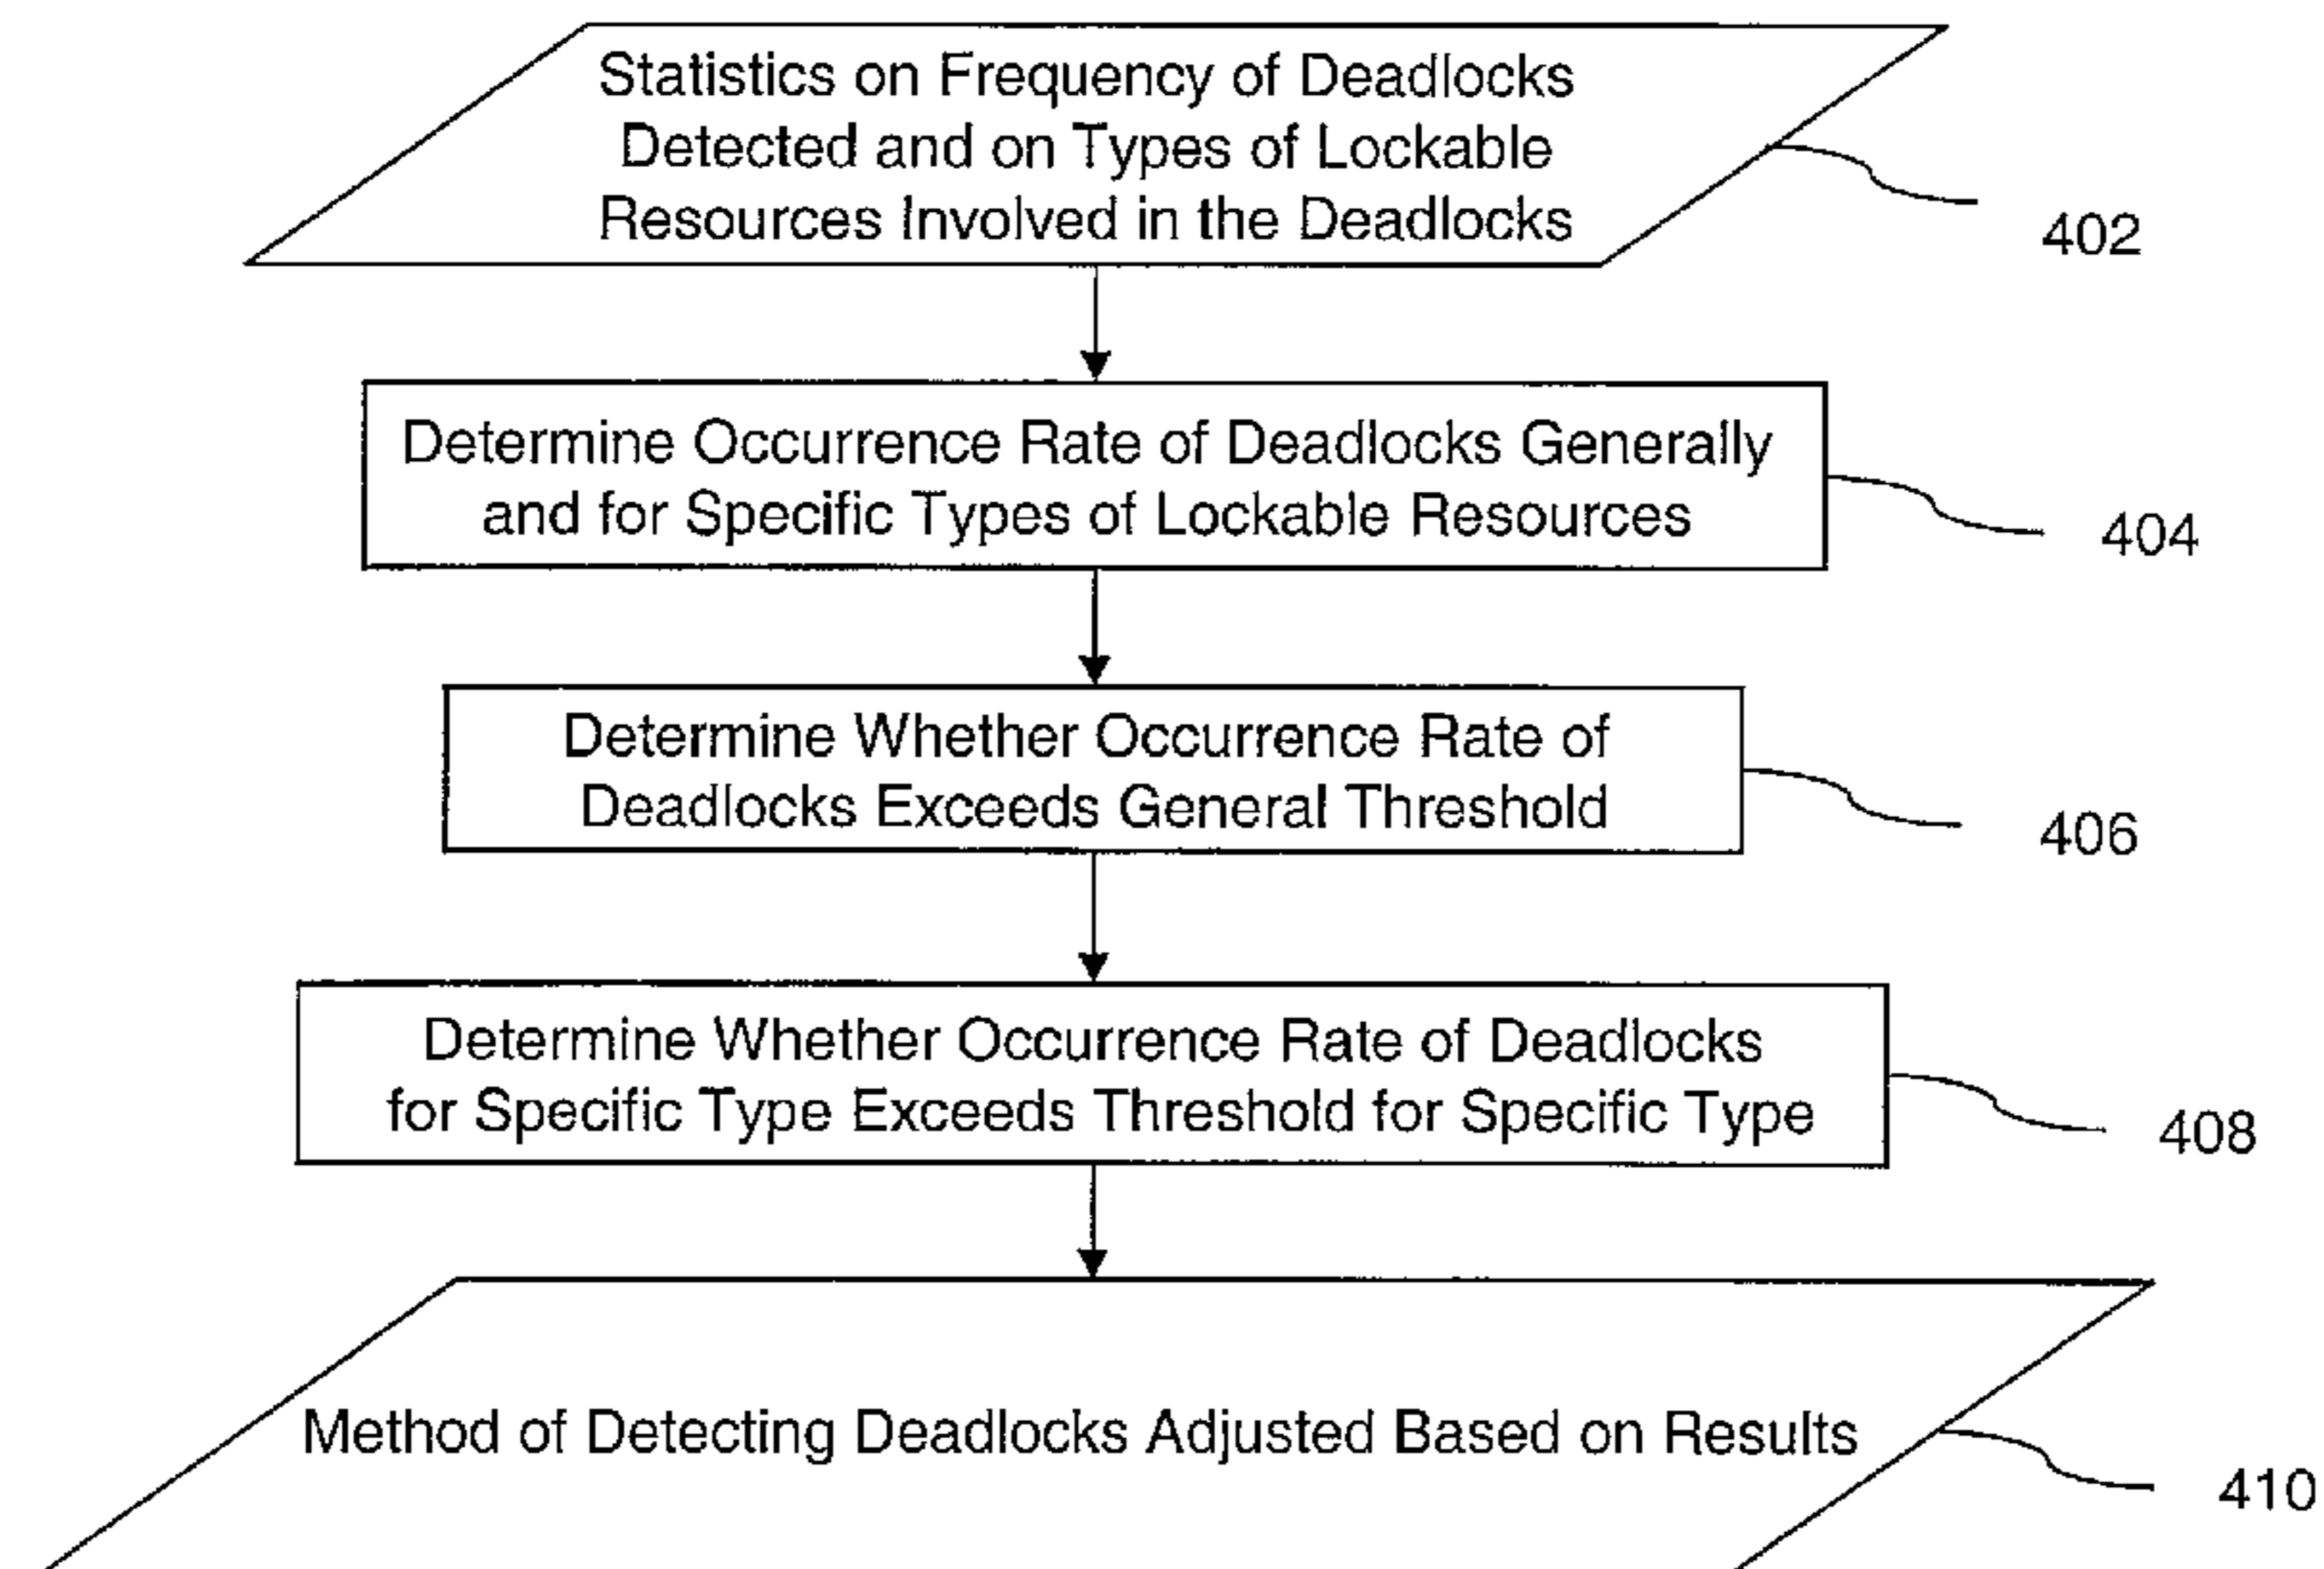 Statistics on Frequency of Deadlocks
Detected and on Types of Lockable
Resources Involved in the Deadlocks
402
Determine Occurrence Rate of Deadlocks Generally
and for Specific Types of Lockable Resources
404
Determine Whether Occurrence Rate of
Deadlocks Exceeds General Threshold
406
Determine Whether Occurrence Rate of Deadlocks
for Specific Type Exceeds Threshold for Specific Type
408
Method of Detecting Deadlocks Adjusted Based on Results
410